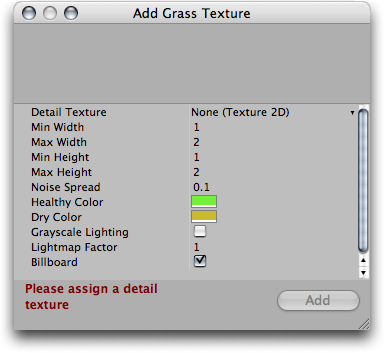 Add Grass Texture
Detail Texture None (Texture 2D)
Min Width 1
Max Width 2
Min Height 1
Max Height 2
Noise Spread 0.1
Healthy Color
Dry Color
Grayscale Lighting
Lightmap Factor 1
Billboard
Please assign a detail
texture
Add